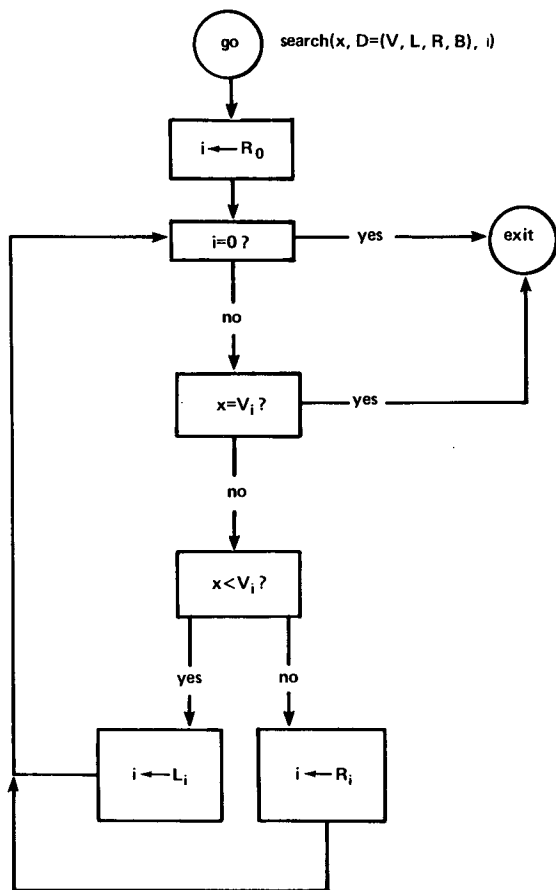 go search(x, D=(V, L, R, B), i)
i ← R₀
i=0 ? yes exit
no
x=Vᵢ ? yes
no
x<Vᵢ ?
yes no
i ← Lᵢ i ← Rᵢ